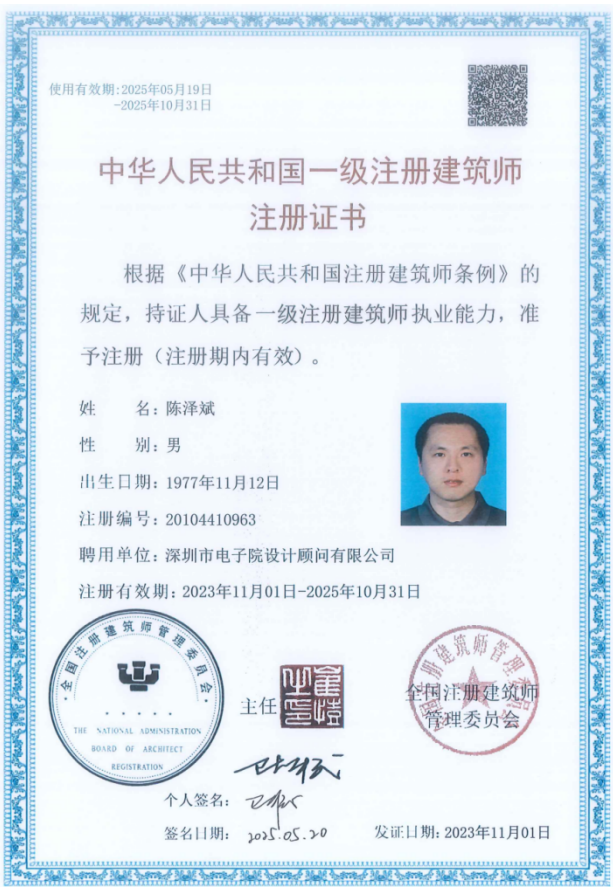 使用有效期:2025年05月19日
-2025年10月31日
中华人民共和国一级注册建筑师
注册证书
根据《中华人民共和国注册建筑师条例》的
规定，持证人具备一级注册建筑师执业能力，准
予注册（注册期内有效）。
姓 名:陈泽斌
性 别:男
出生日期:1977年11月12日
注册编号:20104410963
聘用单位:深圳市电子院设计顾问有限公司
注册有效期:2023年11月01日-2025年10月31日
全国注册建筑师管理委员会
THE NATIONAL ADMINISTRATION
BOARD OF ARCHITECT
REGISTRATION
主任
全国注册建筑师
管理委员会
个人签名:
签名日期: 2025.05.20
发证日期:2023年11月01日